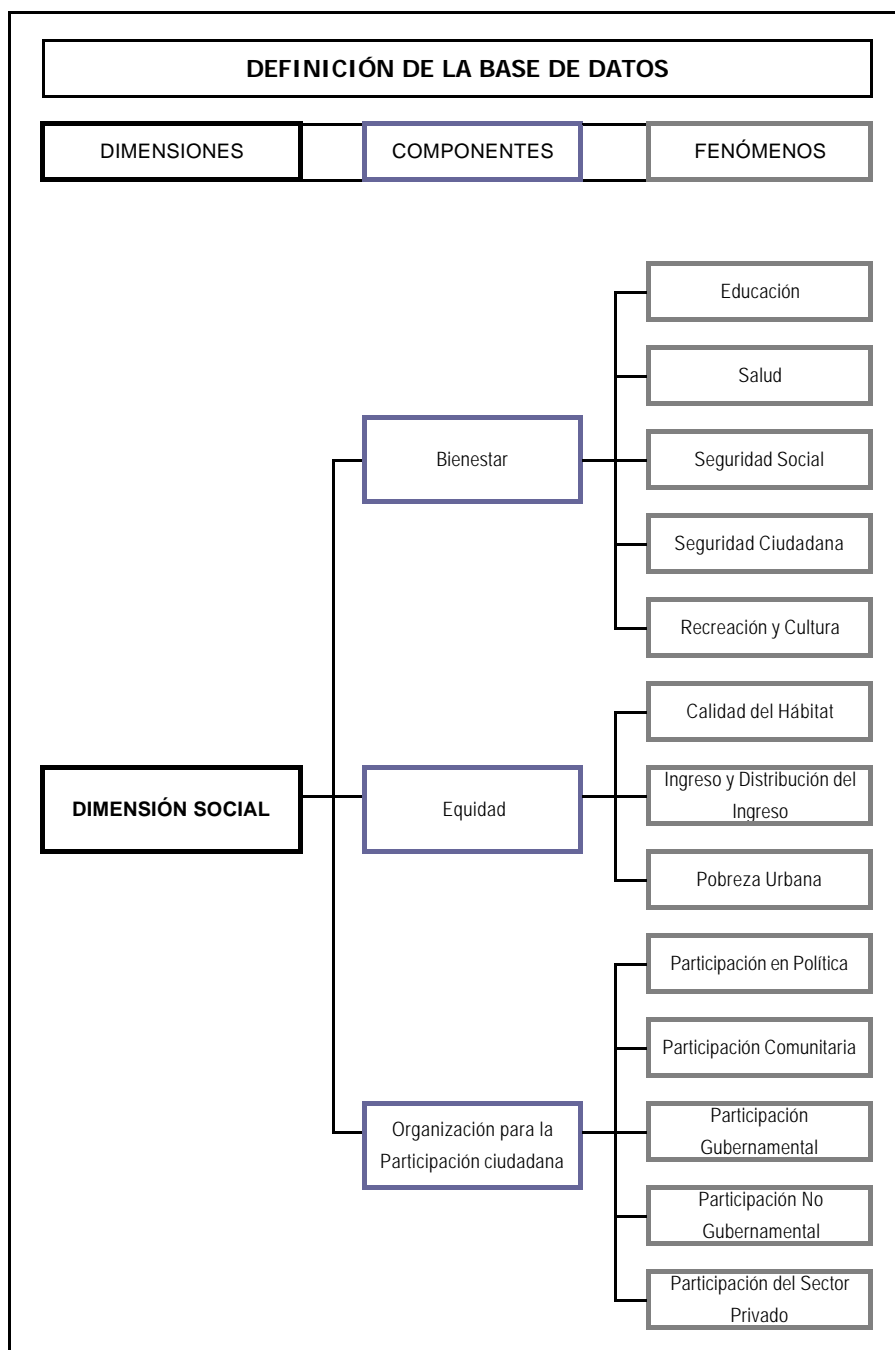 DEFINICIÓN DE LA BASE DE DATOS
DIMENSIONES
COMPONENTES
FENÓMENOS
Educación
Salud
Bienestar
Seguridad Social
Seguridad Ciudadana
Recreación y Cultura
Calidad del Hábitat
DIMENSIÓN SOCIAL
Equidad
Ingreso y Distribución del
Ingreso
Pobreza Urbana
Participación en Política
Participación Comunitaria
Organización para la
Participación ciudadana
Participación
Gubernamental
Participación No
Gubernamental
Participación del Sector
Privado